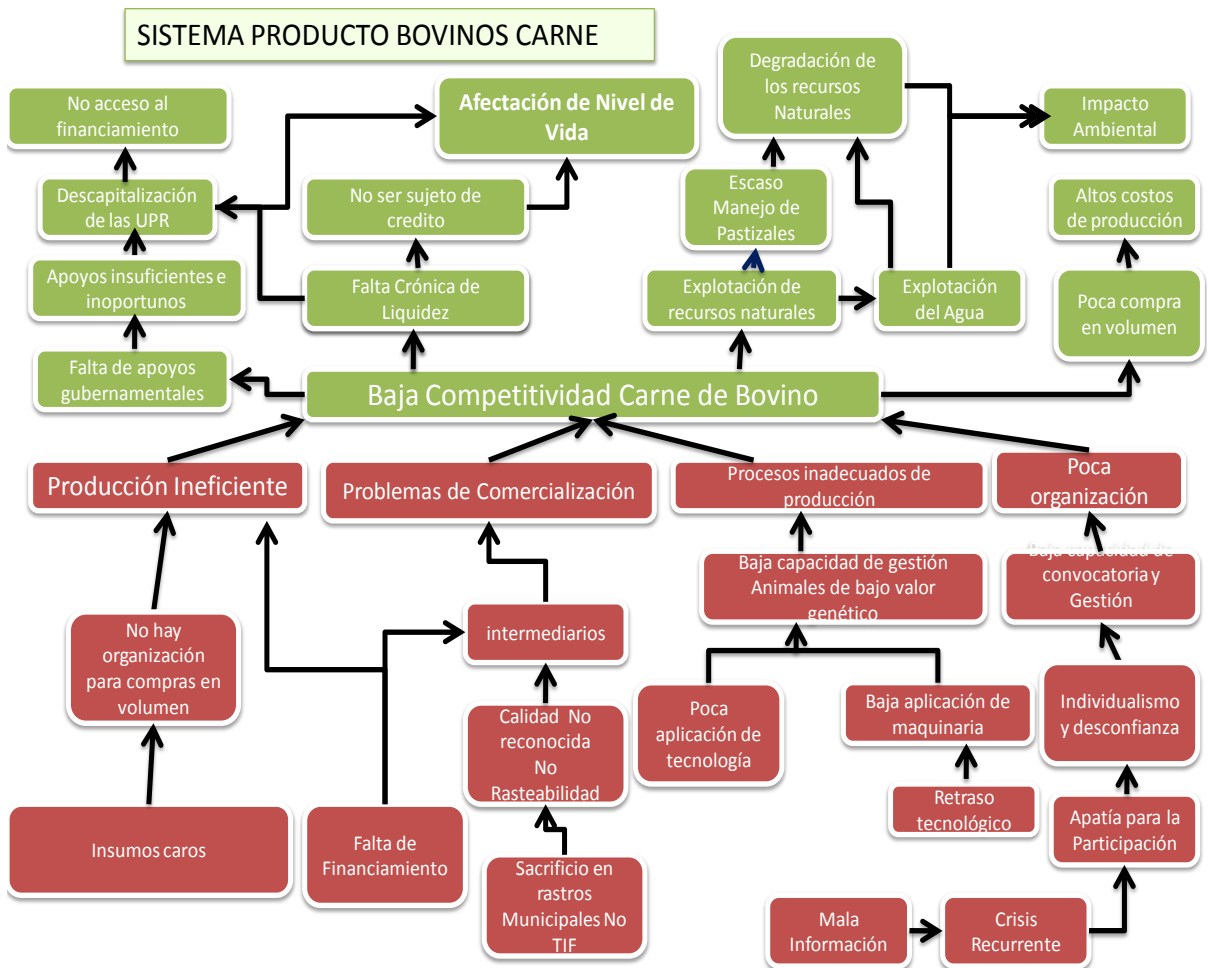 SISTEMA PRODUCTO BOVINOS CARNE
No acceso al
financiamiento
Afectación de Nivel de
Vida
Degradación de
los recursos
Naturales
Impacto
Ambiental
Descapitalización
de las UPR
No ser sujeto de
credito
Escaso
Manejo de
Pastizales
Altos costos
de producción
Apoyos insuficientes e
inoportunos
Falta Crónica de
Liquidez
Explotación de
recursos naturales
Explotación
del Agua
Poca compra
en volumen
Falta de apoyos
gubernamentales
Baja Competitividad Carne de Bovino
Producción Ineficiente
Problemas de Comercialización
Procesos inadecuados de
producción
Poca
organización
Baja capacidad de gestión
Animales de bajo valor
genético
Baja capacidad de
convocatoria y
Gestión
No hay
organización
para compras en
volumen
intermediarios
Poca
aplicación de
tecnología
Baja aplicación de
maquinaria
Individualismo
y desconfianza
Calidad No
reconocida
No
Rasteabilidad
Retraso
tecnológico
Apatía para la
Participación
Insumos caros
Falta de
Financiamiento
Sacrificio en
rastros
Municipales No
TIF
Mala
Información
Crisis
Recurrente